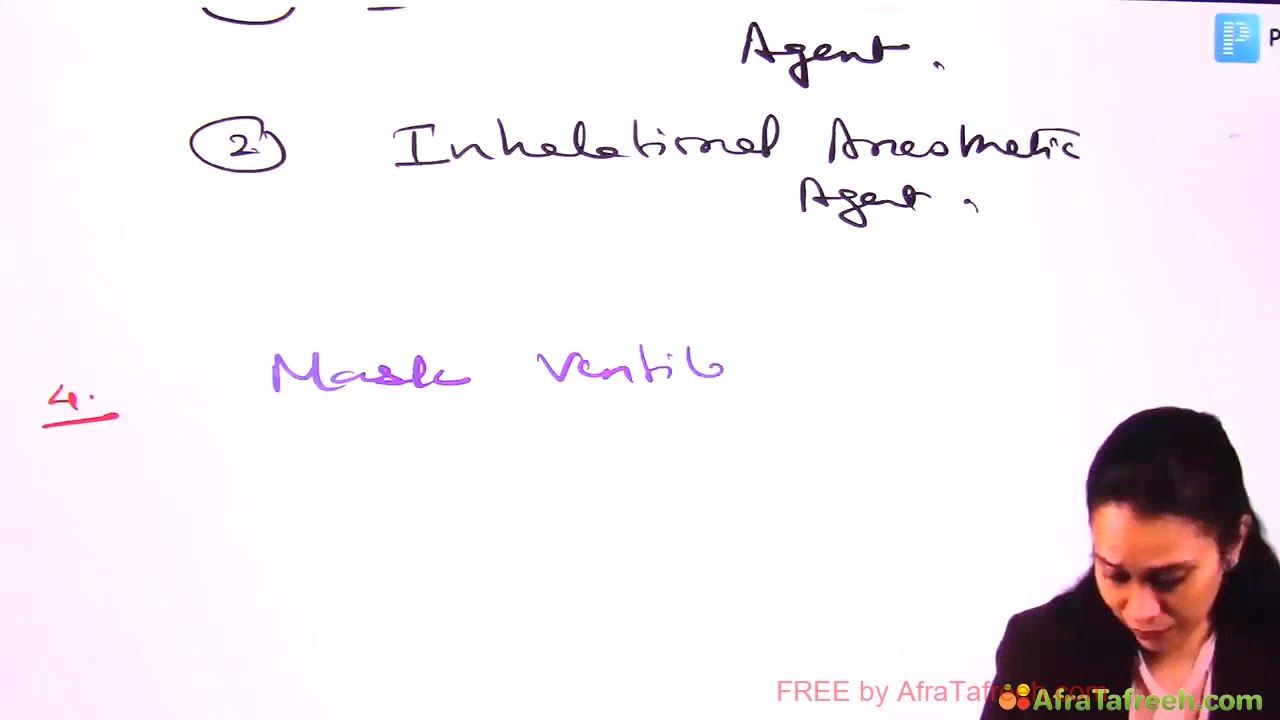 Agent.
P
2 Inhalational Anesthetic
Agent.
4. Mask Ventil
FREE by AfraTafreeh.com
AfraTafreeh.com